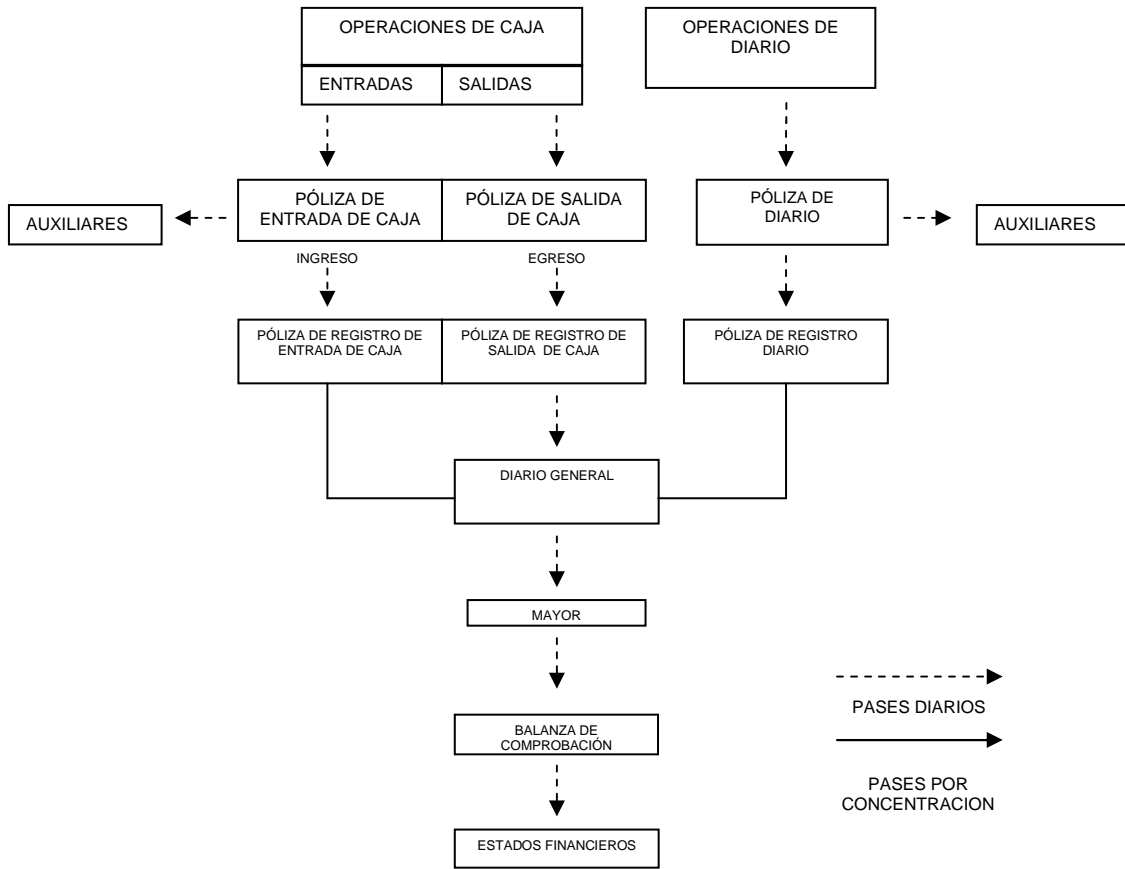 OPERACIONES DE CAJA
OPERACIONES DE
DIARIO
ENTRADAS
SALIDAS
PÓLIZA DE
ENTRADA DE CAJA
PÓLIZA DE SALIDA
DE CAJA
PÓLIZA DE
DIARIO
AUXILIARES
AUXILIARES
INGRESO
EGRESO
PÓLIZA DE REGISTRO DE
ENTRADA DE CAJA
PÓLIZA DE REGISTRO DE
SALIDA DE CAJA
PÓLIZA DE REGISTRO
DIARIO
DIARIO GENERAL
MAYOR
BALANZA DE
COMPROBACIÓN
ESTADOS FINANCIEROS
PASES DIARIOS
PASES POR
CONCENTRACION